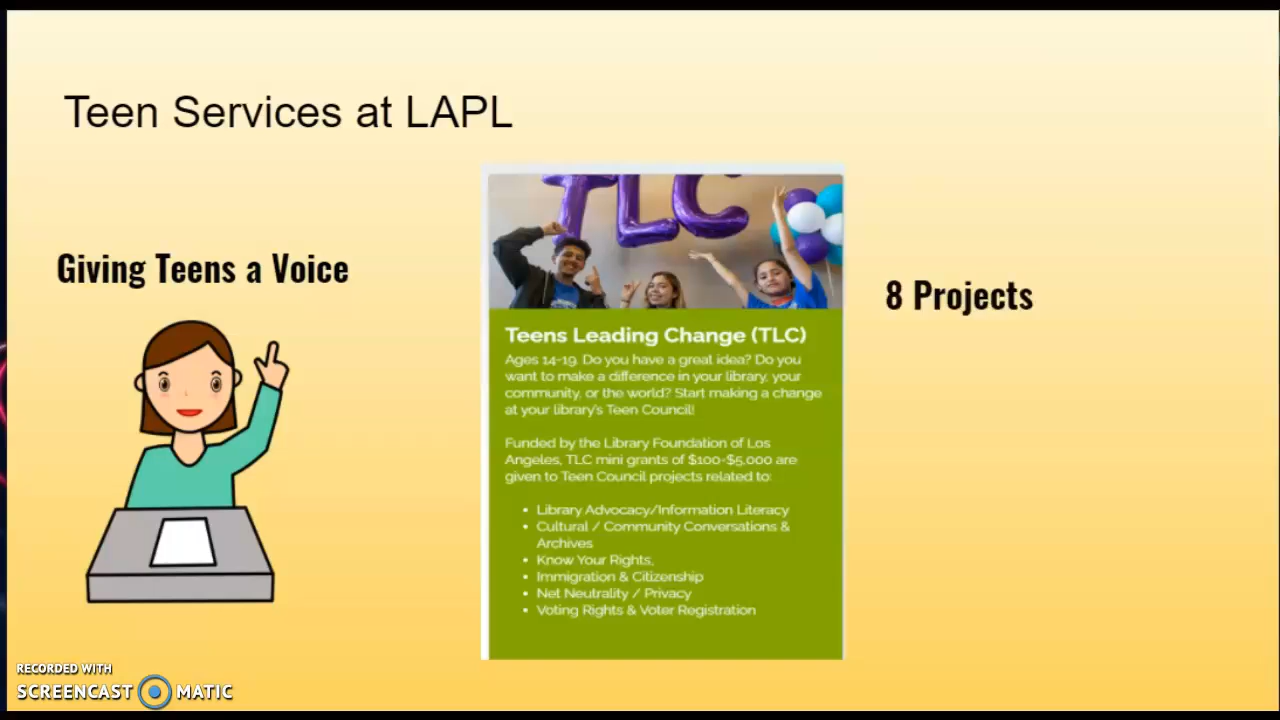 Teen Services at LAPL
Giving Teens a Voice
TLC
Teens Leading Change (TLC)
Ages 14-19. Do you have a great idea? Do you
want to make a difference in your library, your
community, or the world? Start making a change
at your library's Teen Council!
Funded by the Library Foundation of Los
Angeles, TLC mini grants of $100-$5,000 are
given to Teen Council projects related to:
• Library Advocacy/Information Literacy
• Cultural / Community Conversations &
Archives
• Know Your Rights,
• Immigration & Citizenship
• Net Neutrality / Privacy
• Voting Rights & Voter Registration
8 Projects
RECORDED WITH
SCREENCAST MATIC